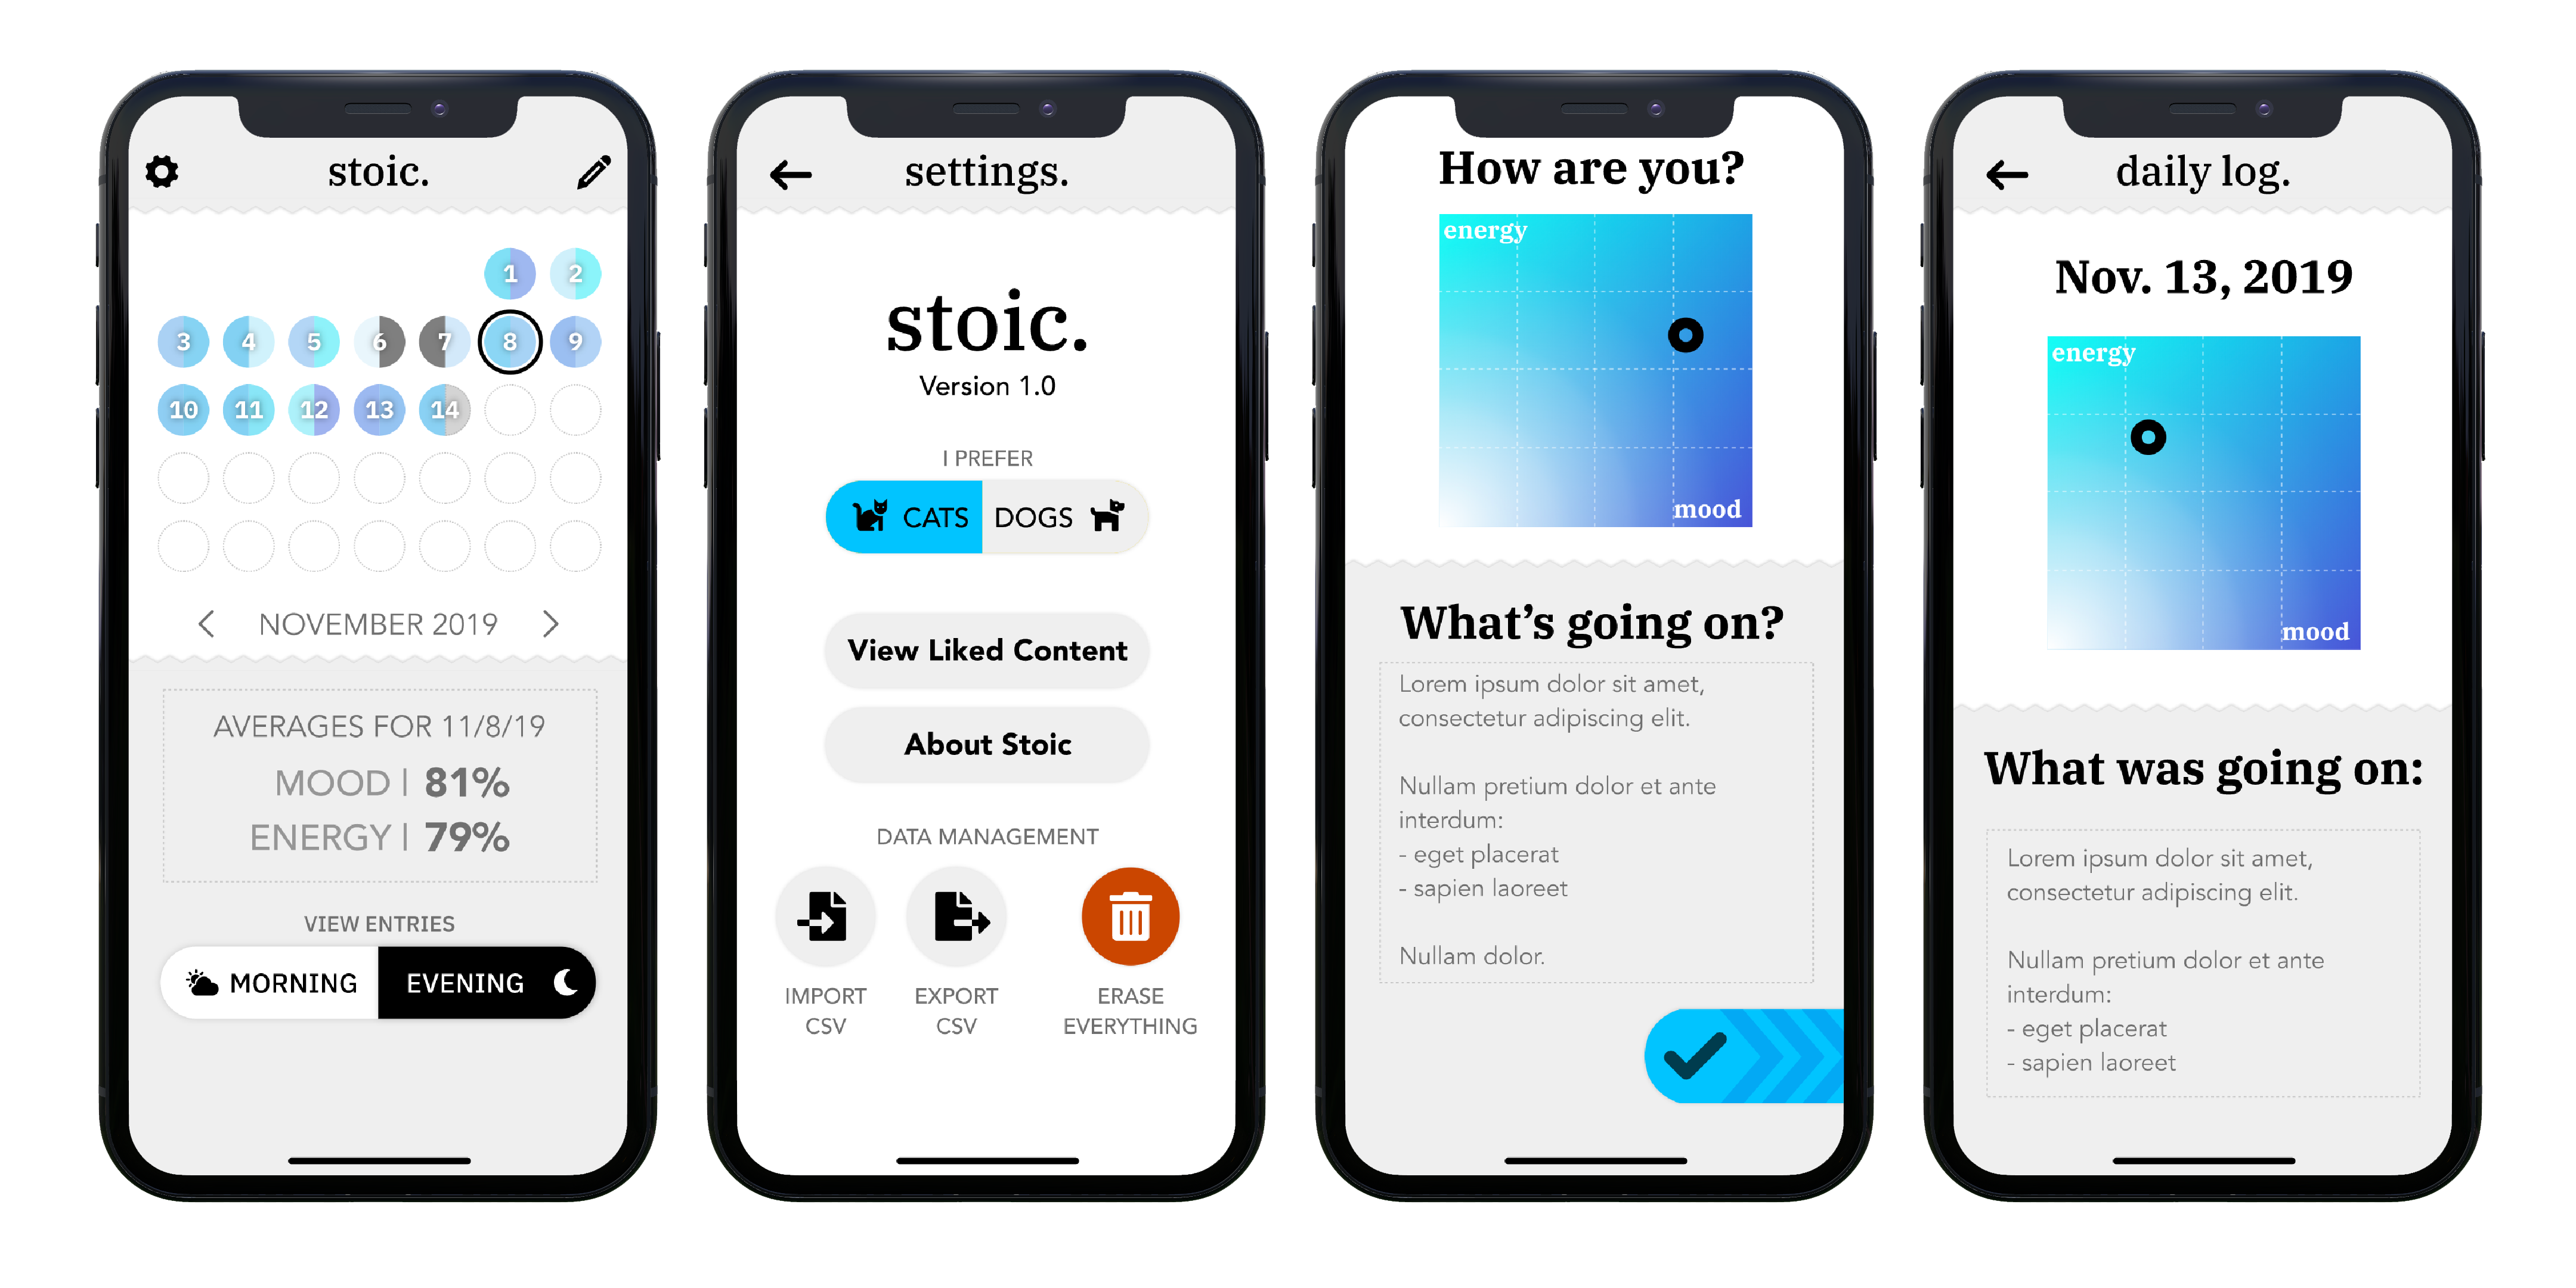 stoic.
1 2
3 4 5 6 7 8 9
10 11 12 13 14
NOVEMBER 2019
AVERAGES FOR 11/8/19
MOOD | 81%
ENERGY | 79%
VIEW ENTRIES
MORNING EVENING
settings.
stoic.
Version 1.0
I PREFER
CATS DOGS
View Liked Content
About Stoic
DATA MANAGEMENT
IMPORT
CSV
EXPORT
CSV
ERASE
EVERYTHING
How are you?
energy
mood
What's going on?
Lorem ipsum dolor sit amet,
consectetur adipiscing elit.
Nullam pretium dolor et ante
interdum:
- eget placerat
- sapien laoreet
Nullam dolor.
daily log.
Nov. 13, 2019
energy
mood
What was going on:
Lorem ipsum dolor sit amet,
consectetur adipiscing elit.
Nullam pretium dolor et ante
interdum:
- eget placerat
- sapien laoreet